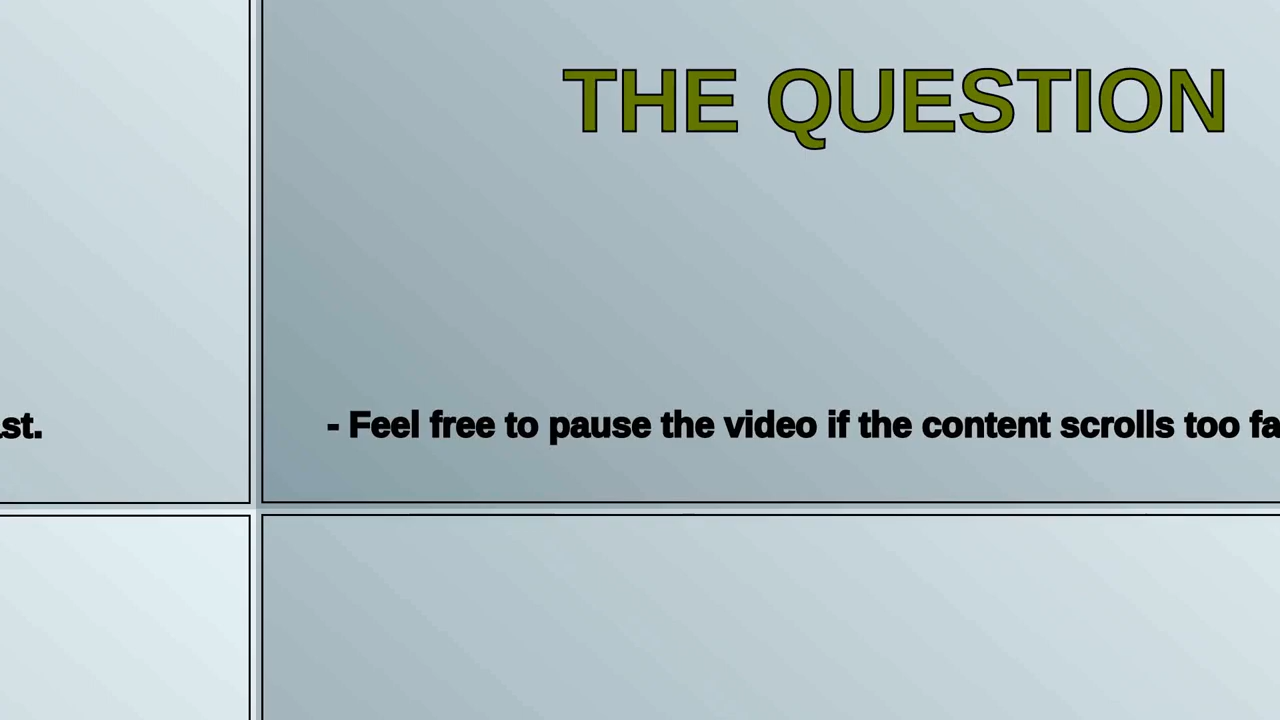 THE QUESTION
st.
- Feel free to pause the video if the content scrolls too fa